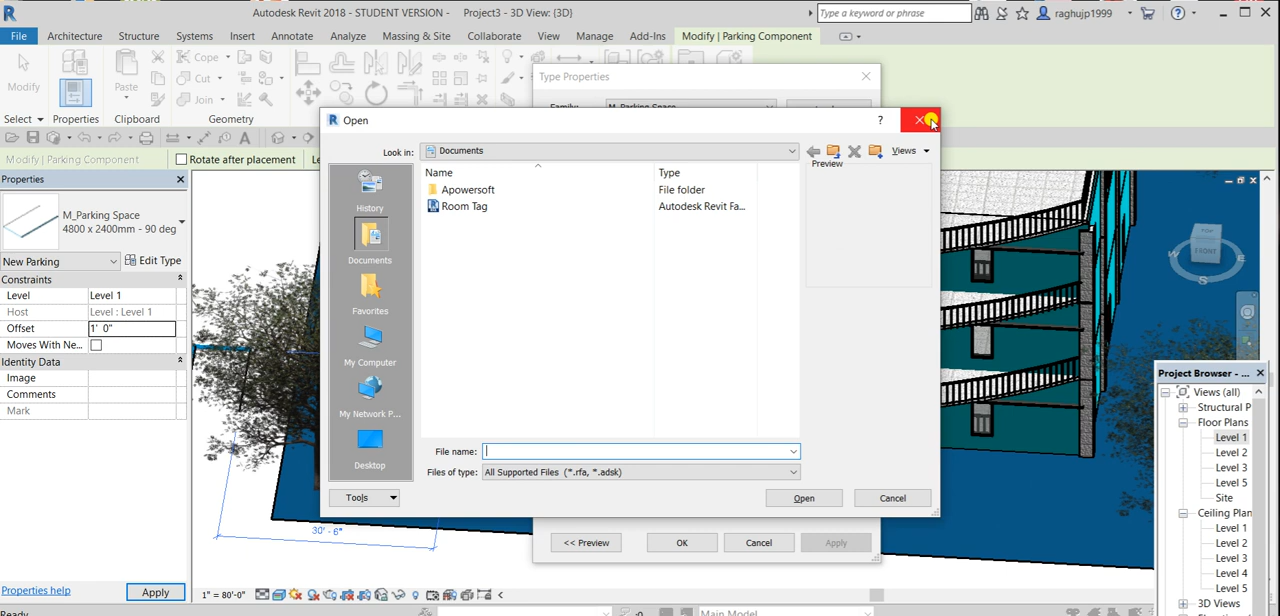 Autodesk Revit 2018 - STUDENT VERSION - Project3 - 3D View: {3D}
Type a keyword or phrase
raghujp1999
File Architecture Structure Systems Insert Annotate Analyze Massing & Site Collaborate View Manage Add-Ins Modify | Parking Component
Modify
Paste
Cope
Cut
Join
Select Properties Clipboard Geometry
Type Properties
Family: M_Parking Space
Modify | Parking Component
Rotate after placement
Properties
M_Parking Space
4800 x 2400mm - 90 deg
New Parking
Edit Type
Constraints
Level Level 1
Host Level : Level 1
Offset 1' 0"
Moves With Ne...
Identity Data
Image
Comments
Mark
Properties help
Apply
Open
?
Look in: Documents
Views
Preview
Name Type
Apowersoft File folder
Room Tag Autodesk Revit Fa...
History
Documents
Favorites
My Computer
My Network P...
Desktop
File name:
Files of type: All Supported Files (*.rfa, *.adsk)
Tools
Open
Cancel
<< Preview
OK
Cancel
Apply
30' - 6"
1" = 80'-0"
TOP
FRONT
W
E
S
Project Browser - ...
Views (all)
Structural P
Floor Plans
Level 1
Level 2
Level 3
Level 5
Site
Ceiling Plan
Level 1
Level 2
Level 3
Level 4
Level 5
3D Views
Ready
Main Model